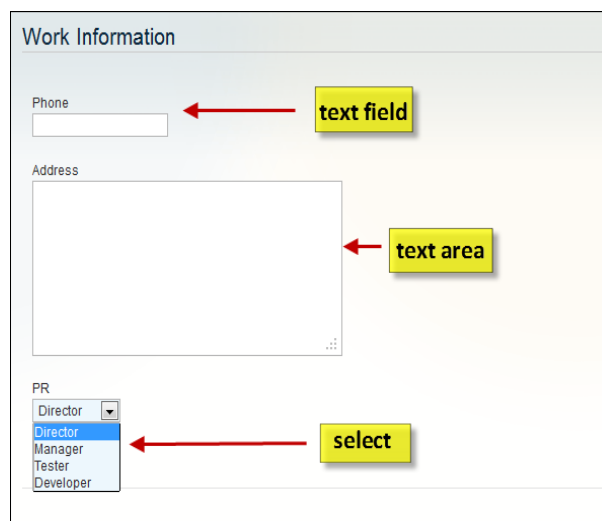 Work Information
Phone
text field
Address
text area
PR
Director
Director
Manager
select
Tester
Developer